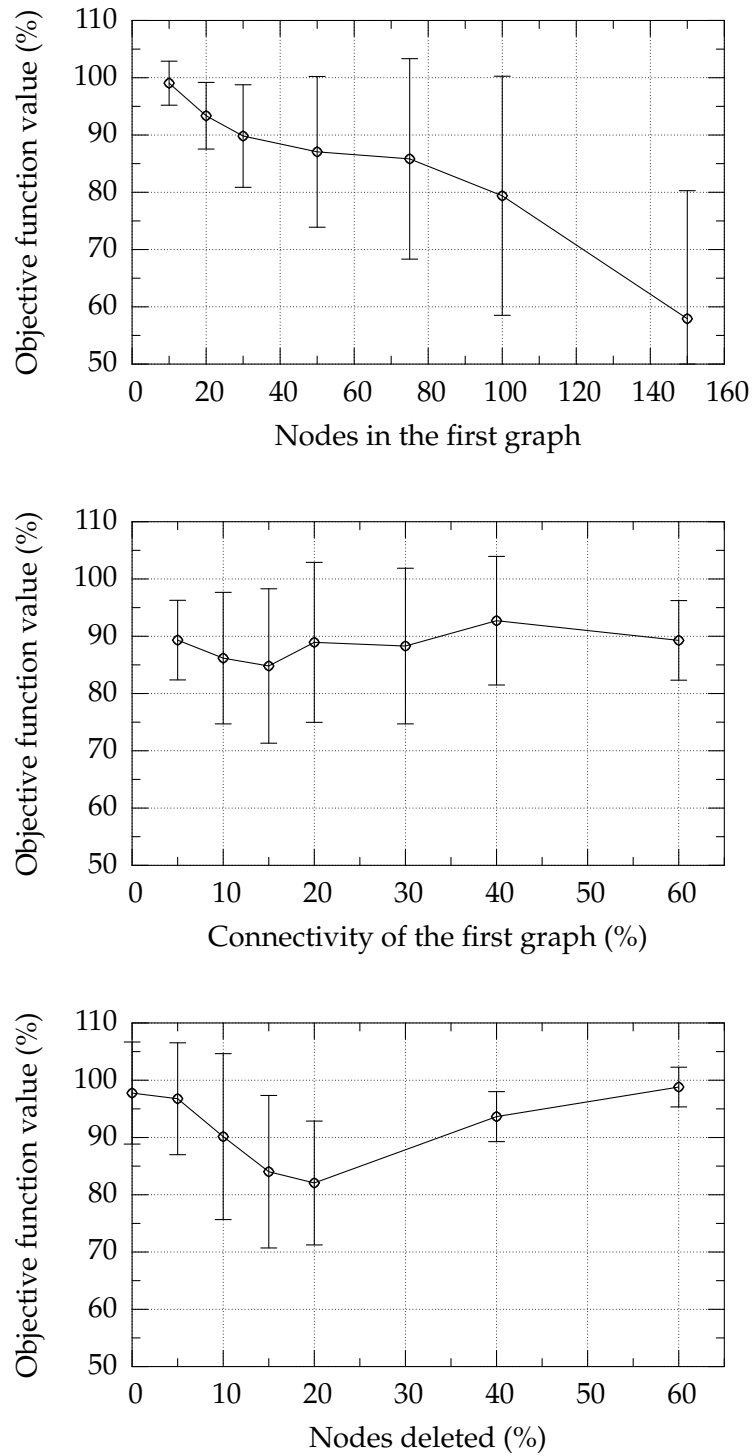 Objective function value (%)
110
100
90
80
70
60
50
0 20 40 60 80 100 120 140 160
Nodes in the first graph
Objective function value (%)
110
100
90
80
70
60
50
0 10 20 30 40 50 60
Connectivity of the first graph (%)
Objective function value (%)
110
100
90
80
70
60
50
0 10 20 30 40 50 60
Nodes deleted (%)